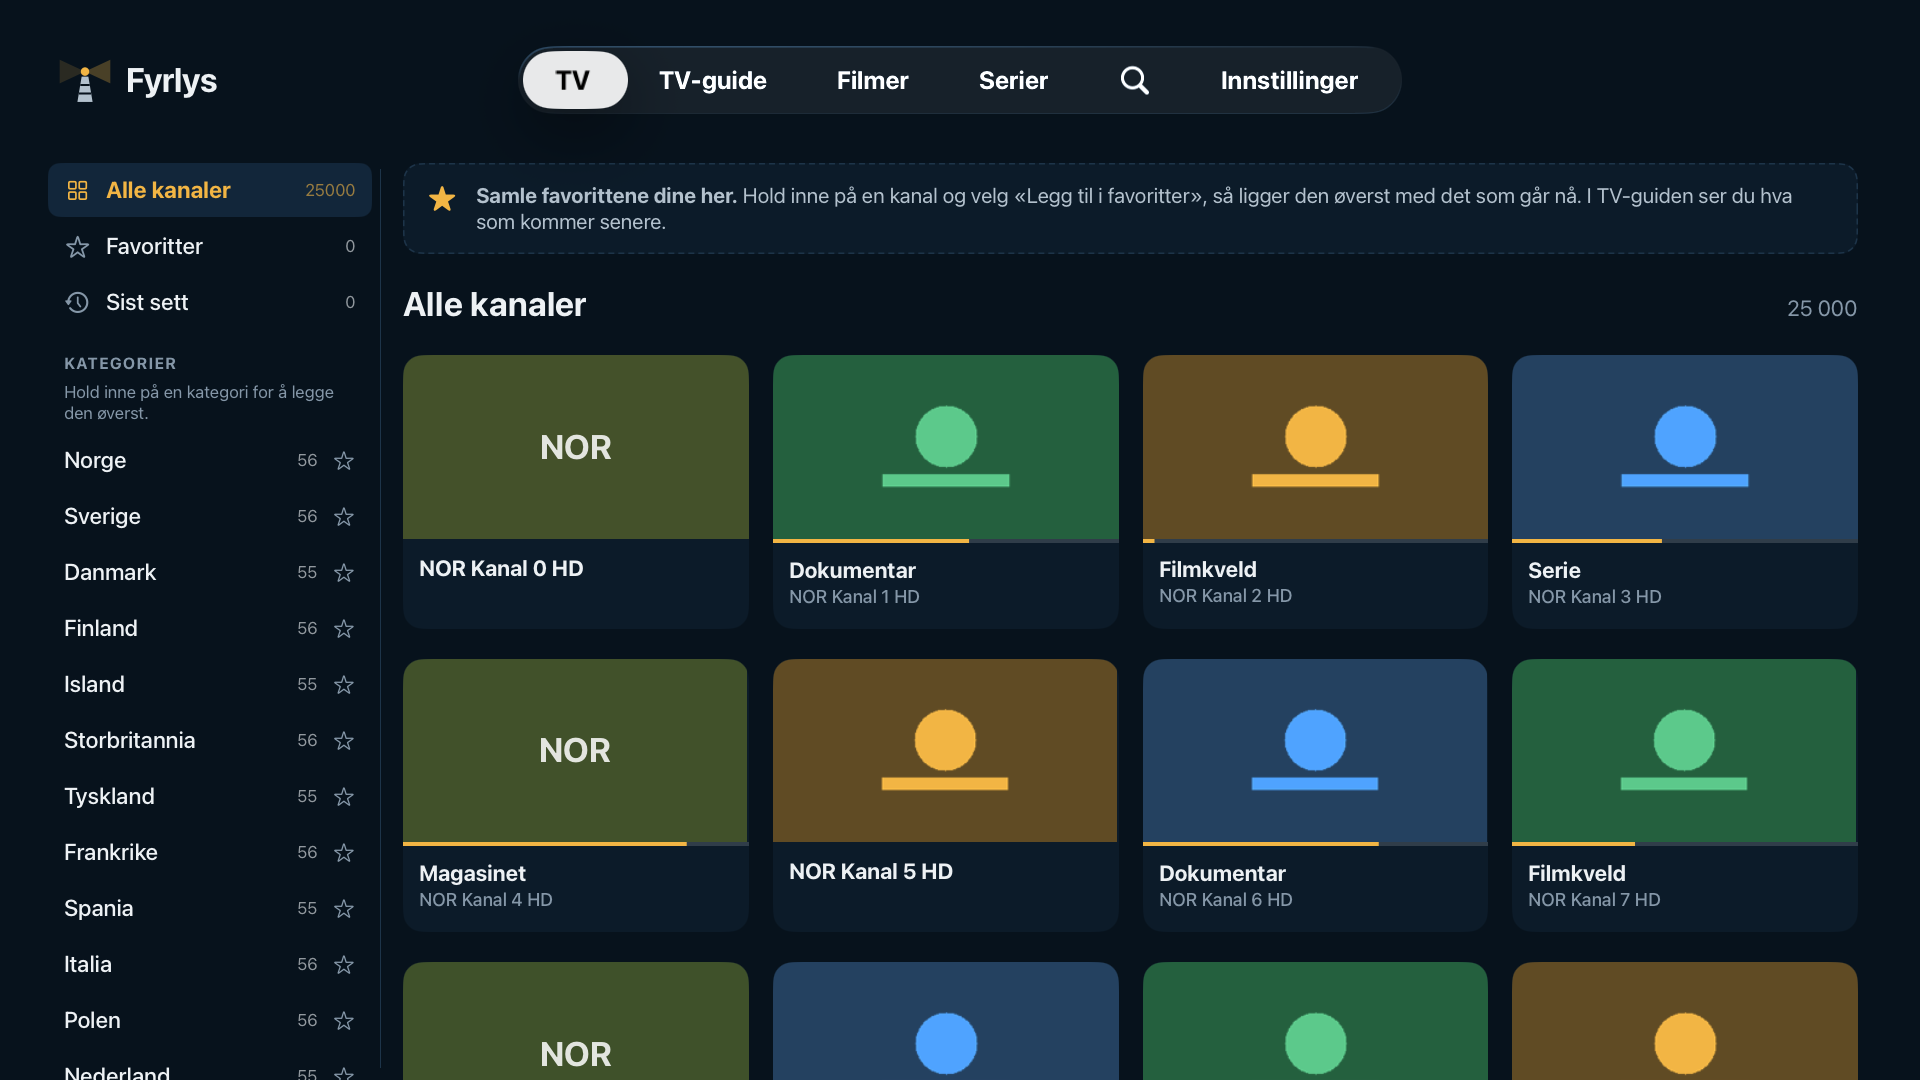 Fyrlys
TV
TV-guide
Filmer
Serier
Innstillinger
Alle kanaler 25000
Favoritter 0
Sist sett 0
KATEGORIER
Hold inne på en kategori for å legge
den øverst.
Norge 56
Sverige 56
Danmark 55
Finland 56
Island 55
Storbritannia 56
Tyskland 55
Frankrike 56
Spania 55
Italia 56
Polen 56
Nederland 55
Samle favorittene dine her. Hold inne på en kanal og velg «Legg til i favoritter», så ligger den øverst med det som går nå. I TV-guiden ser du hva
som kommer senere.
Alle kanaler 25 000
NOR
NOR Kanal 0 HD
Dokumentar
NOR Kanal 1 HD
Filmkveld
NOR Kanal 2 HD
Serie
NOR Kanal 3 HD
NOR
Magasinet
NOR Kanal 4 HD
NOR Kanal 5 HD
Dokumentar
NOR Kanal 6 HD
Filmkveld
NOR Kanal 7 HD
NOR